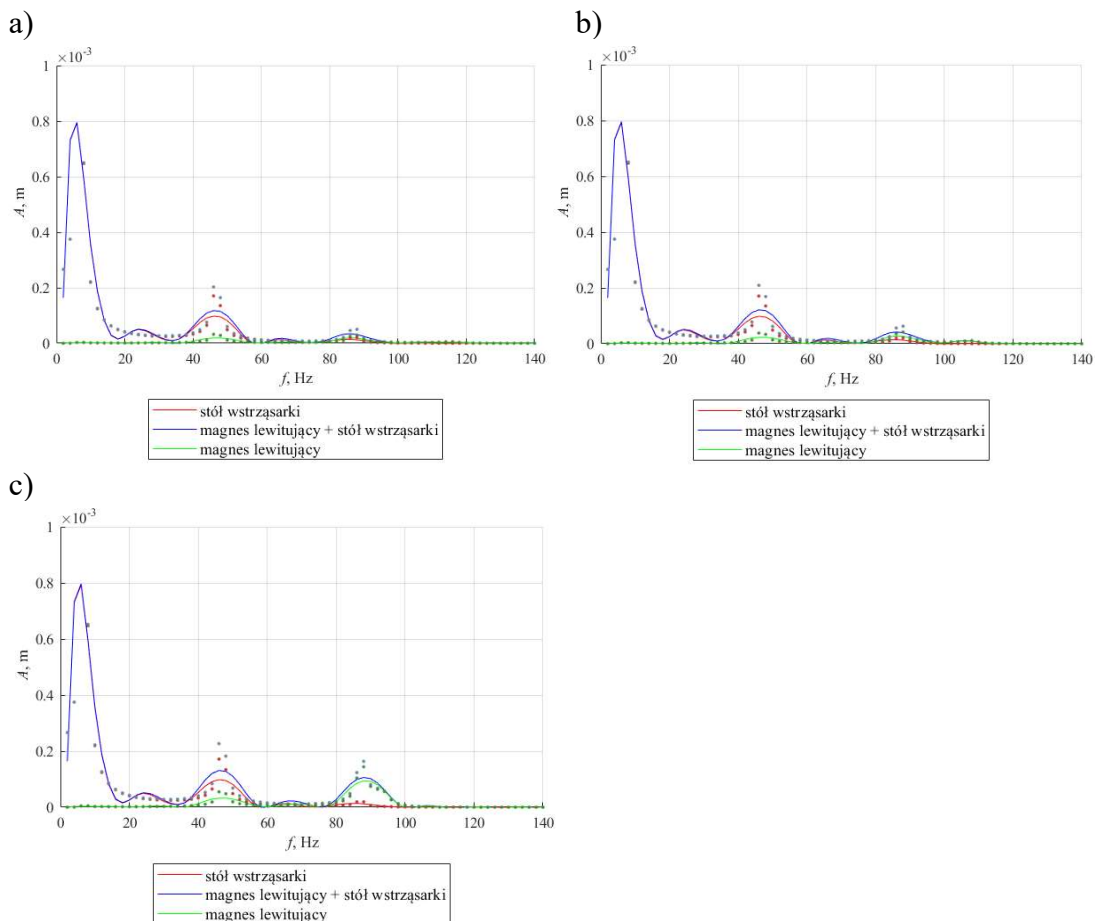 a)
×10-3
1
0.8
0.6
0.4
0.2
0
A, m
0 20 40 60 80 100 120 140
f, Hz
stół wstrząsarki
magnes lewitujący + stół wstrząsarki
magnes lewitujący
b)
×10-3
1
0.8
0.6
0.4
0.2
0
A, m
0 20 40 60 80 100 120 140
f, Hz
stół wstrząsarki
magnes lewitujący + stół wstrząsarki
magnes lewitujący
c)
×10-3
1
0.8
0.6
0.4
0.2
0
A, m
0 20 40 60 80 100 120 140
f, Hz
stół wstrząsarki
magnes lewitujący + stół wstrząsarki
magnes lewitujący